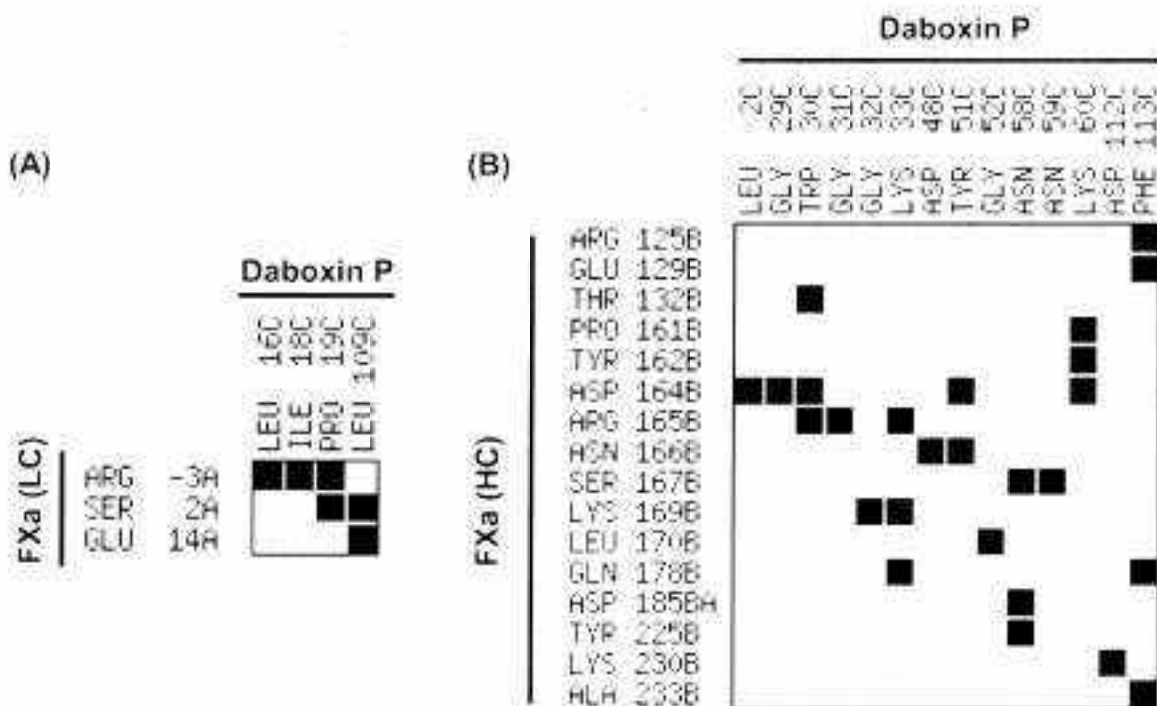 (A)
Daboxin P
16C
18C
19C
109C
LEU
ILE
PRO
LEU
FXa (LC)
ARG -3A
SER 2A
GLU 14A
(B)
Daboxin P
2C
29C
30C
31C
32C
33C
48C
51C
52C
58C
59C
60C
112C
113C
LEU
GLY
TRP
GLY
GLY
LYS
ASP
TYR
GLY
ASN
ASN
LYS
ASP
PHE
FXa (HC)
ARG 125B
GLU 129B
THR 132B
PRO 161B
TYR 162B
ASP 164B
ARG 165B
ASN 166B
SER 167B
LYS 169B
LEU 170B
GLN 178B
ASP 185BA
TYR 225B
LYS 230B
ALA 233B